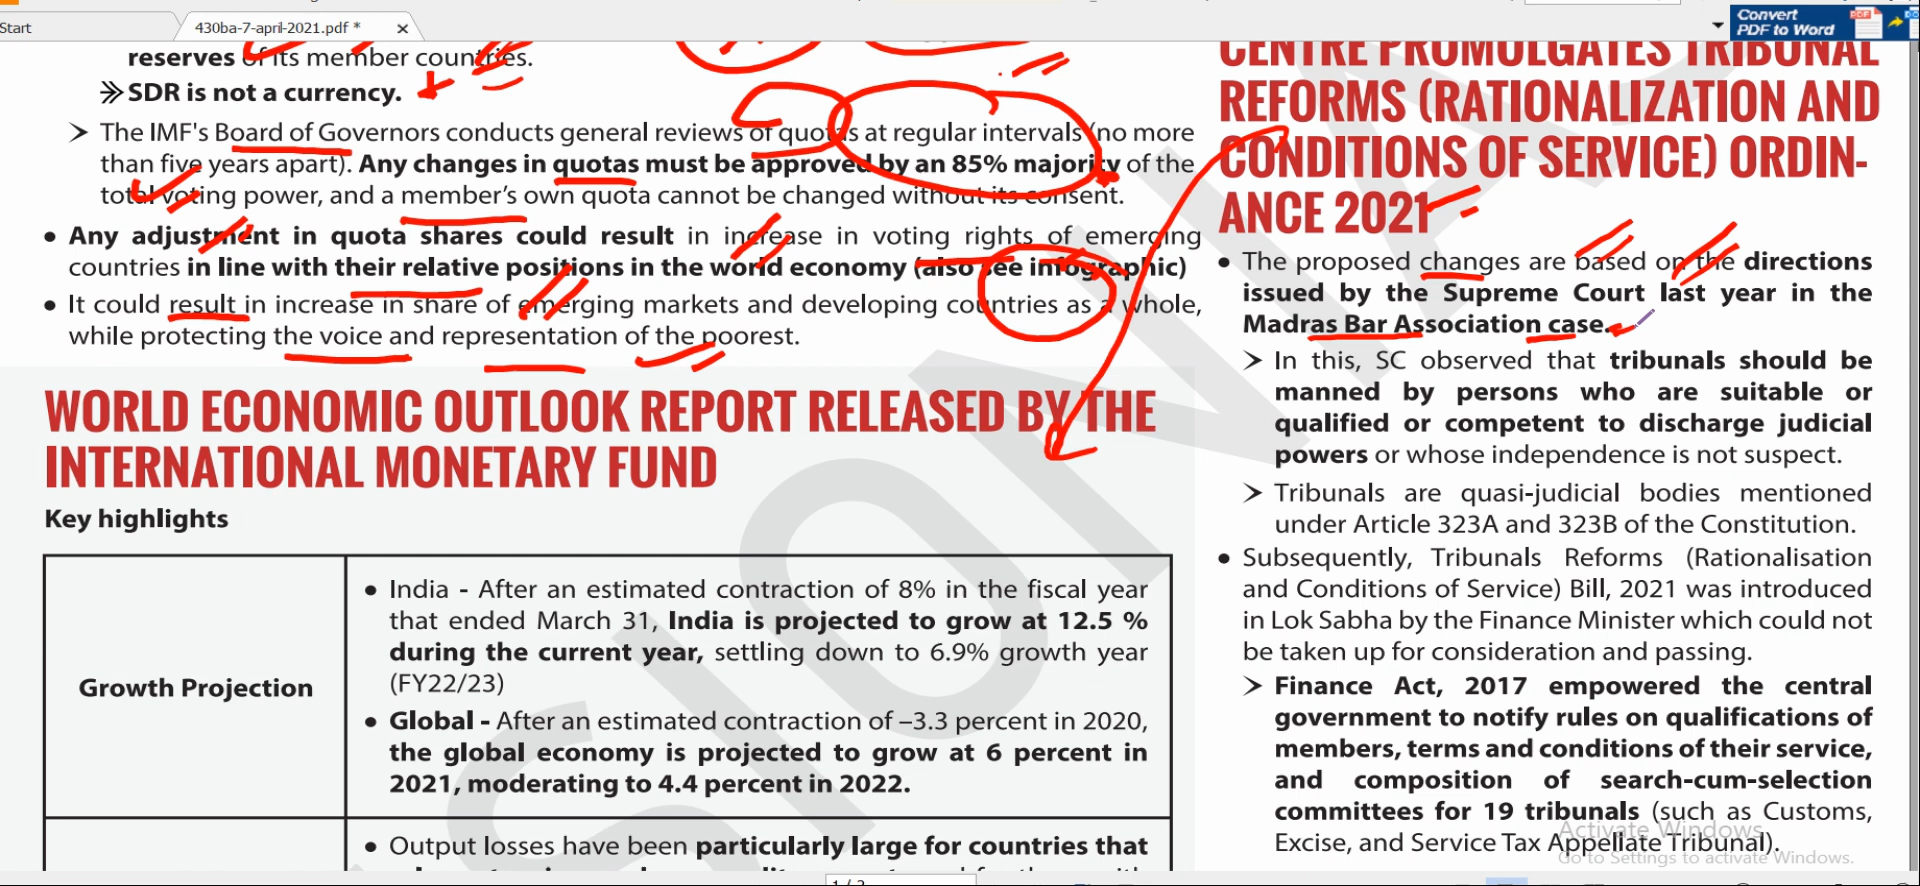 Start
430ba-7-april-2021.pdf *
Convert
PDF to Word
reserves of its member countries.
SDR is not a currency.
The IMF's Board of Governors conducts general reviews of quotas at regular intervals (no more
than five years apart). Any changes in quotas must be approved by an 85% majority of the
total voting power, and a member's own quota cannot be changed without its consent.
Any adjustment in quota shares could result in increase in voting rights of emerging
countries in line with their relative positions in the world economy (also see infographic)
It could result in increase in share of emerging markets and developing countries as a whole,
while protecting the voice and representation of the poorest.
WORLD ECONOMIC OUTLOOK REPORT RELEASED BY THE
INTERNATIONAL MONETARY FUND
Key highlights
Growth Projection
India - After an estimated contraction of 8% in the fiscal year
that ended March 31, India is projected to grow at 12.5 %
during the current year, settling down to 6.9% growth year
(FY22/23)
Global - After an estimated contraction of –3.3 percent in 2020,
the global economy is projected to grow at 6 percent in
2021, moderating to 4.4 percent in 2022.
Output losses have been particularly large for countries that
CENTRE PROMULGATES TRIBUNAL
REFORMS (RATIONALIZATION AND
CONDITIONS OF SERVICE) ORDIN-
ANCE 2021
The proposed changes are based on the directions
issued by the Supreme Court last year in the
Madras Bar Association case.
In this, SC observed that tribunals should be
manned by persons who are suitable or
qualified or competent to discharge judicial
powers or whose independence is not suspect.
Tribunals are quasi-judicial bodies mentioned
under Article 323A and 323B of the Constitution.
Subsequently, Tribunals Reforms (Rationalisation
and Conditions of Service) Bill, 2021 was introduced
in Lok Sabha by the Finance Minister which could not
be taken up for consideration and passing.
Finance Act, 2017 empowered the central
government to notify rules on qualifications of
members, terms and conditions of their service,
and composition of search-cum-selection
committees for 19 tribunals (such as Customs,
Excise, and Service Tax Appellate Tribunal).
Activate Windows
Go to Settings to activate Windows.